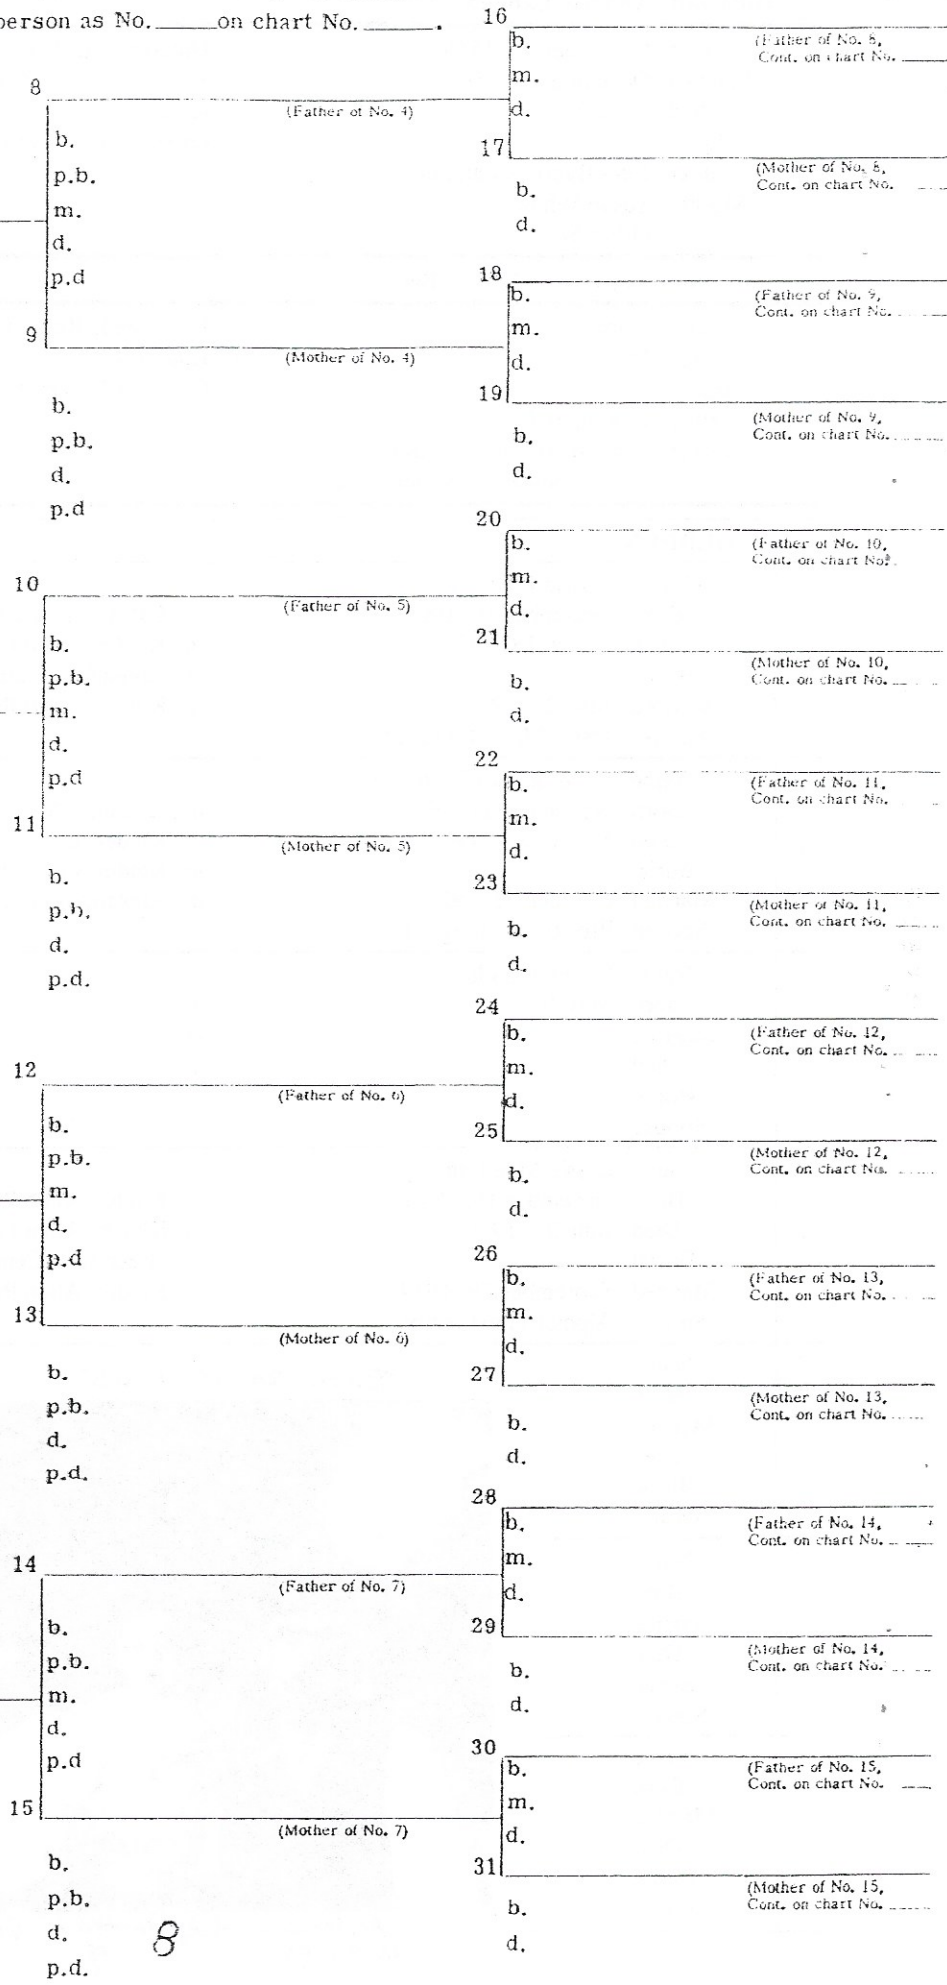 person as No. on chart No. .
8
(Father of No. 4)
b.
p.b.
m.
d.
p.d
9
(Mother of No. 4)
b.
p.b.
d.
p.d
10
(Father of No. 5)
b.
p.b.
m.
d.
p.d
11
(Mother of No. 5)
b.
p.b.
d.
p.d.
12
(Father of No. 6)
b.
p.b.
m.
d.
p.d
13
(Mother of No. 6)
b.
p.b.
d.
p.d.
14
(Father of No. 7)
b.
p.b.
m.
d.
p.d
15
(Mother of No. 7)
b.
p.b.
d.
p.d.
8
16
b.
(Father of No. 8,
Cont. on chart No.
m.
d.
17
(Mother of No. 8,
Cont. on chart No.
b.
d.
18
b.
(Father of No. 9,
Cont. on chart No.
m.
d.
19
(Mother of No. 9,
Cont. on chart No.
b.
d.
20
b.
(Father of No. 10,
Cont. on chart No.
m.
d.
21
(Mother of No. 10,
Cont. on chart No.
b.
d.
22
b.
(Father of No. 11,
Cont. on chart No.
m.
d.
23
(Mother of No. 11,
Cont. on chart No.
b.
d.
24
b.
(Father of No. 12,
Cont. on chart No.
m.
d.
25
(Mother of No. 12,
Cont. on chart No.
b.
d.
26
b.
(Father of No. 13,
Cont. on chart No.
m.
d.
27
(Mother of No. 13,
Cont. on chart No.
b.
d.
28
b.
(Father of No. 14,
Cont. on chart No.
m.
d.
29
(Mother of No. 14,
Cont. on chart No.
b.
d.
30
b.
(Father of No. 15,
Cont. on chart No.
m.
d.
31
(Mother of No. 15,
Cont. on chart No.
b.
d.